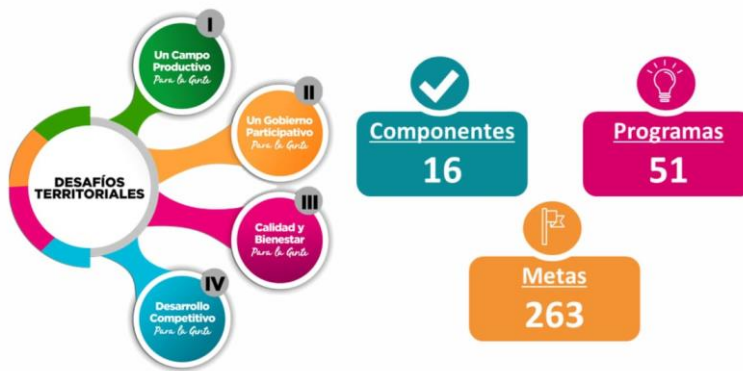 DESAFÍOS
TERRITORIALES
I
Un Campo
Productivo
Para la Gente
II
Un Gobierno
Participativo
Para la Gente
III
Calidad y
Bienestar
Para la Gente
IV
Desarrollo
Competitivo
Para la Gente
Componentes
16
Programas
51
Metas
263